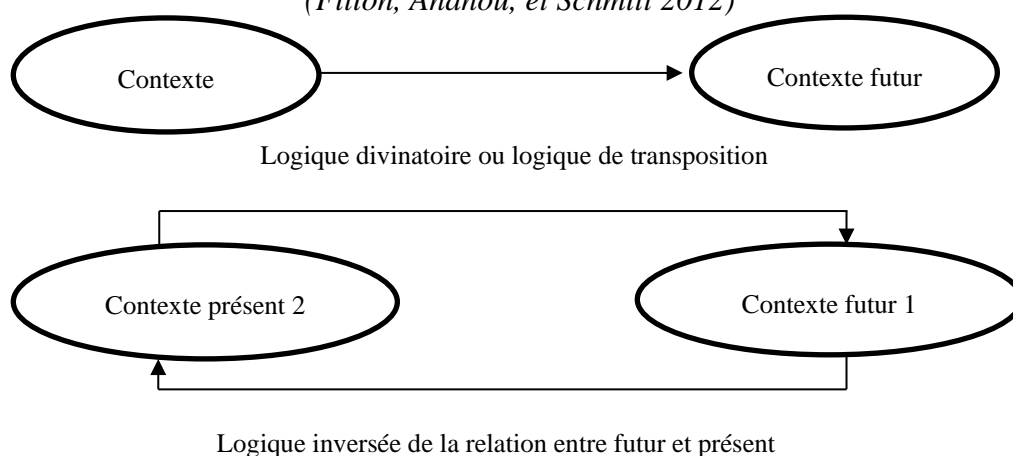 (Filion, Ananou, et Schmitt 2012)
Contexte
Contexte futur
Logique divinatoire ou logique de transposition
Contexte présent 2
Contexte futur 1
Logique inversée de la relation entre futur et présent